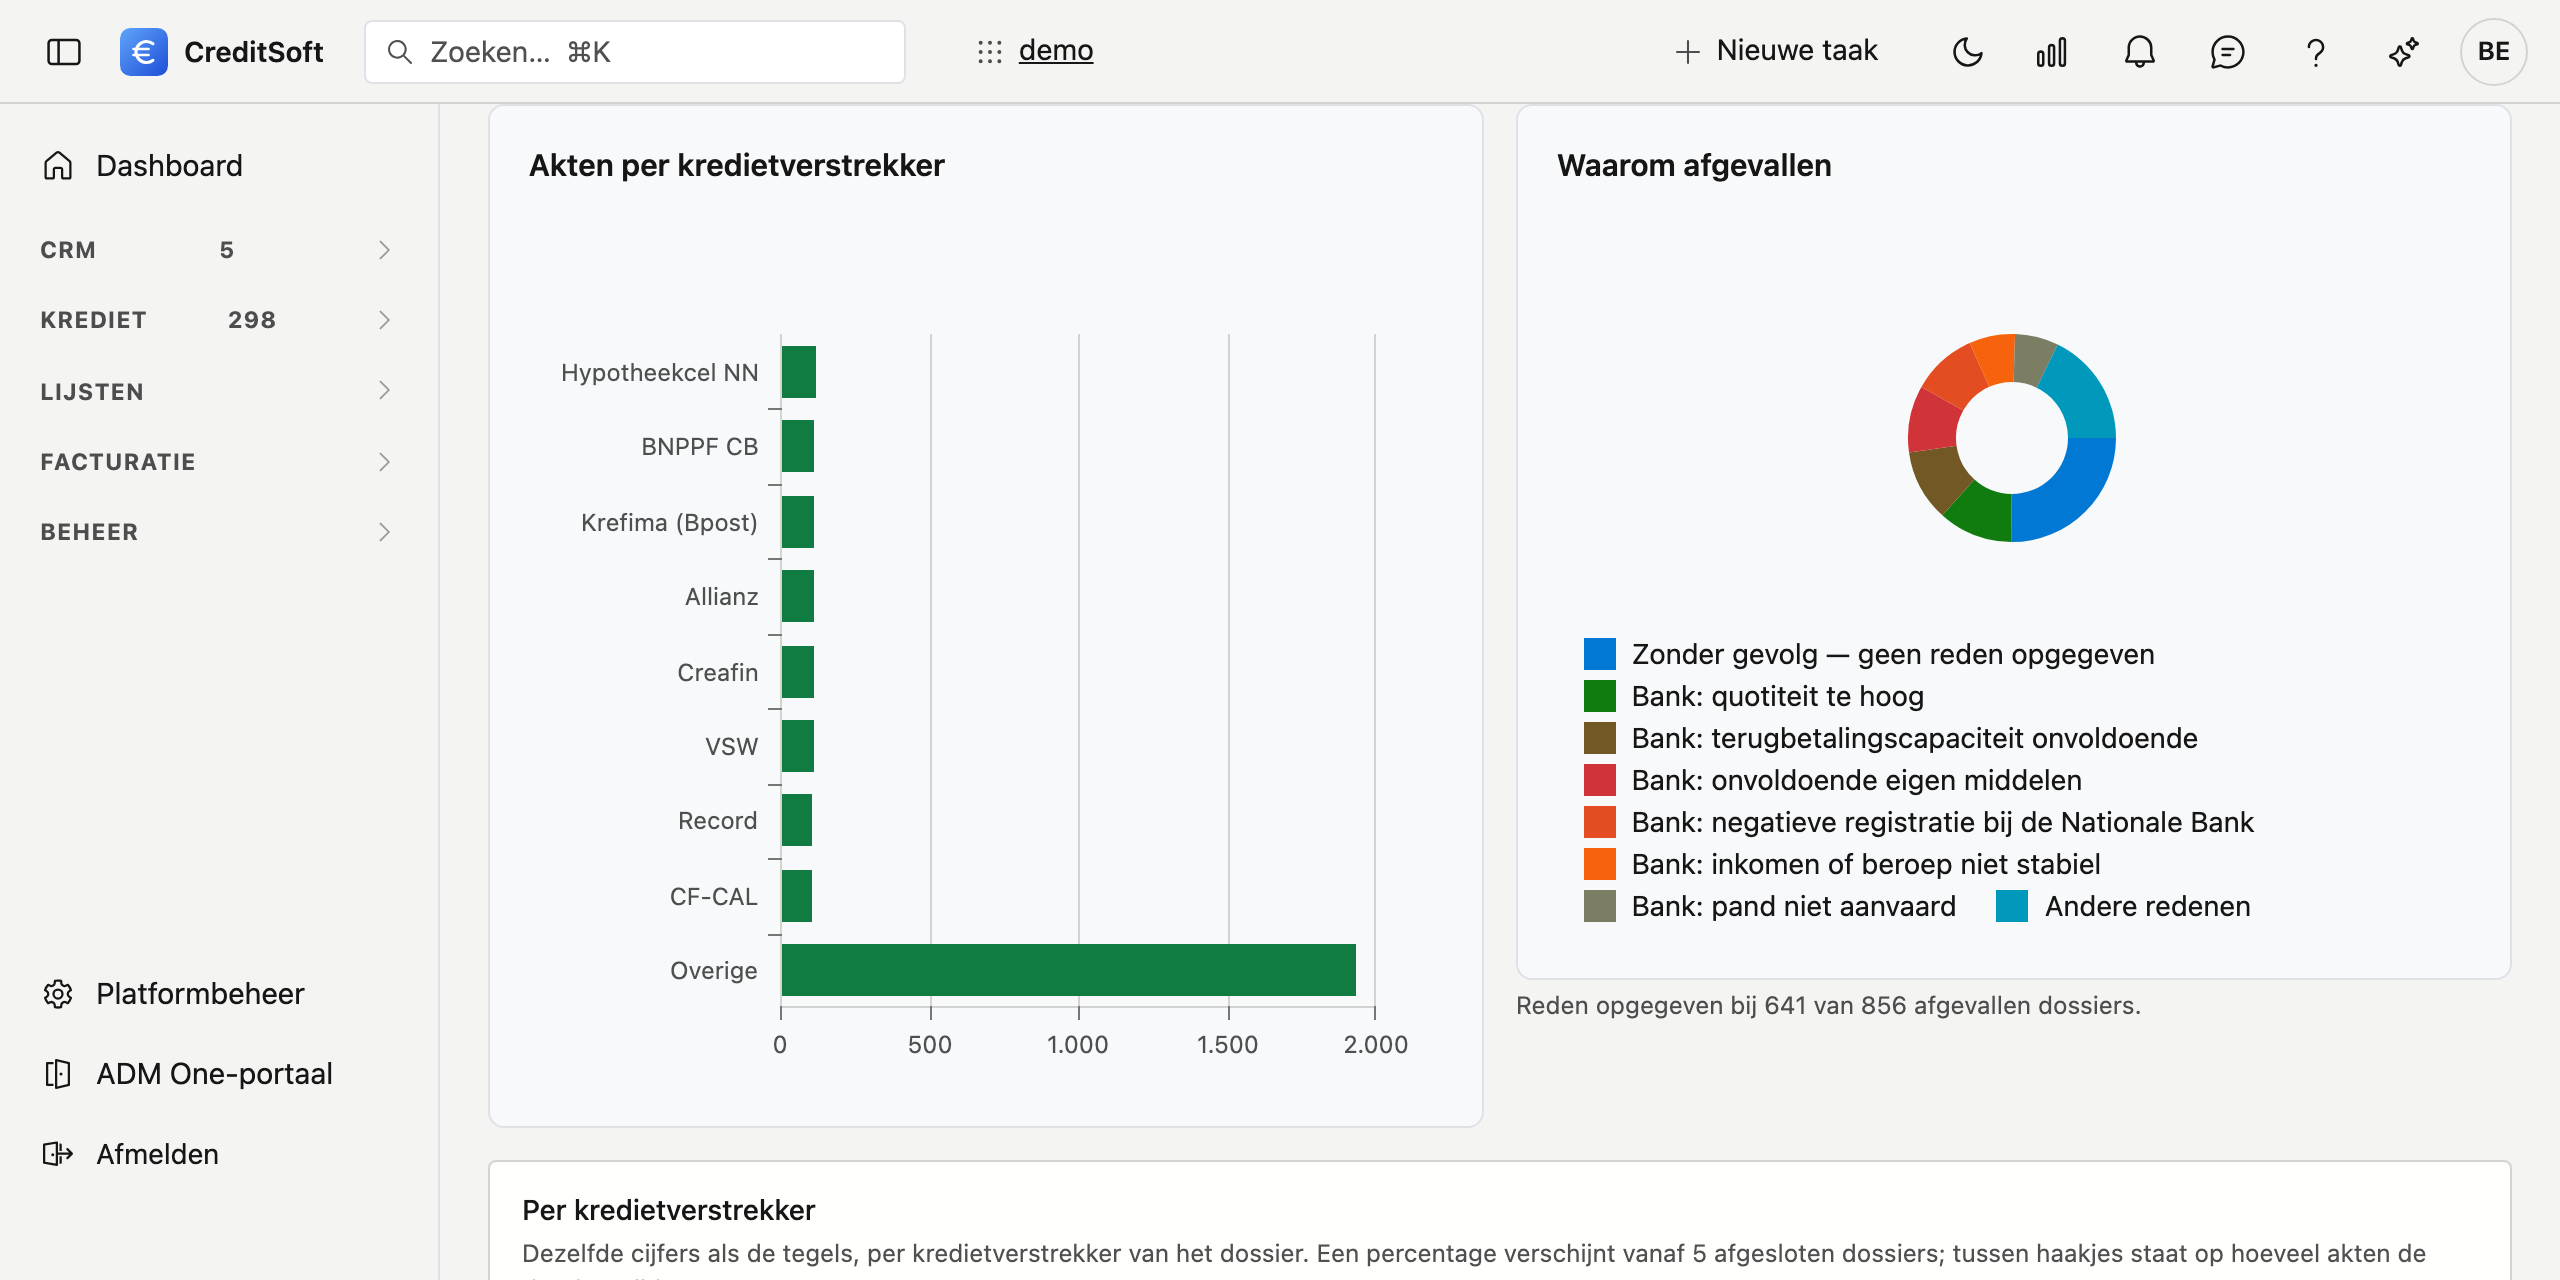 € CreditSoft
Zoeken... ⌘K
demo
Nieuwe taak
BE
Dashboard
CRM 5
KREDIET 298
LIJSTEN
FACTURATIE
BEHEER
Platformbeheer
ADM One-portaal
Afmelden
Akten per kredietverstrekker
Hypotheekcel NN
BNPPF CB
Krefima (Bpost)
Allianz
Creafin
VSW
Record
CF-CAL
Overige
0 500 1.000 1.500 2.000
Waarom afgevallen
Zonder gevolg — geen reden opgegeven
Bank: quotiteit te hoog
Bank: terugbetalingscapaciteit onvoldoende
Bank: onvoldoende eigen middelen
Bank: negatieve registratie bij de Nationale Bank
Bank: inkomen of beroep niet stabiel
Bank: pand niet aanvaard Andere redenen
Reden opgegeven bij 641 van 856 afgevallen dossiers.
Per kredietverstrekker
Dezelfde cijfers als de tegels, per kredietverstrekker van het dossier. Een percentage verschijnt vanaf 5 afgesloten dossiers; tussen haakjes staat op hoeveel akten de